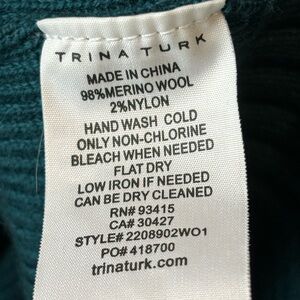 TRINA TURK
MADE IN CHINA
98%MERINO WOOL
2%NYLON
HAND WASH COLD
ONLY NON-CHLORINE
BLEACH WHEN NEEDED
FLAT DRY
LOW IRON IF NEEDED
CAN BE DRY CLEANED
RN# 93415
CA# 30427
STYLE# 2208902WO1
PO# 418700
trinaturk.com